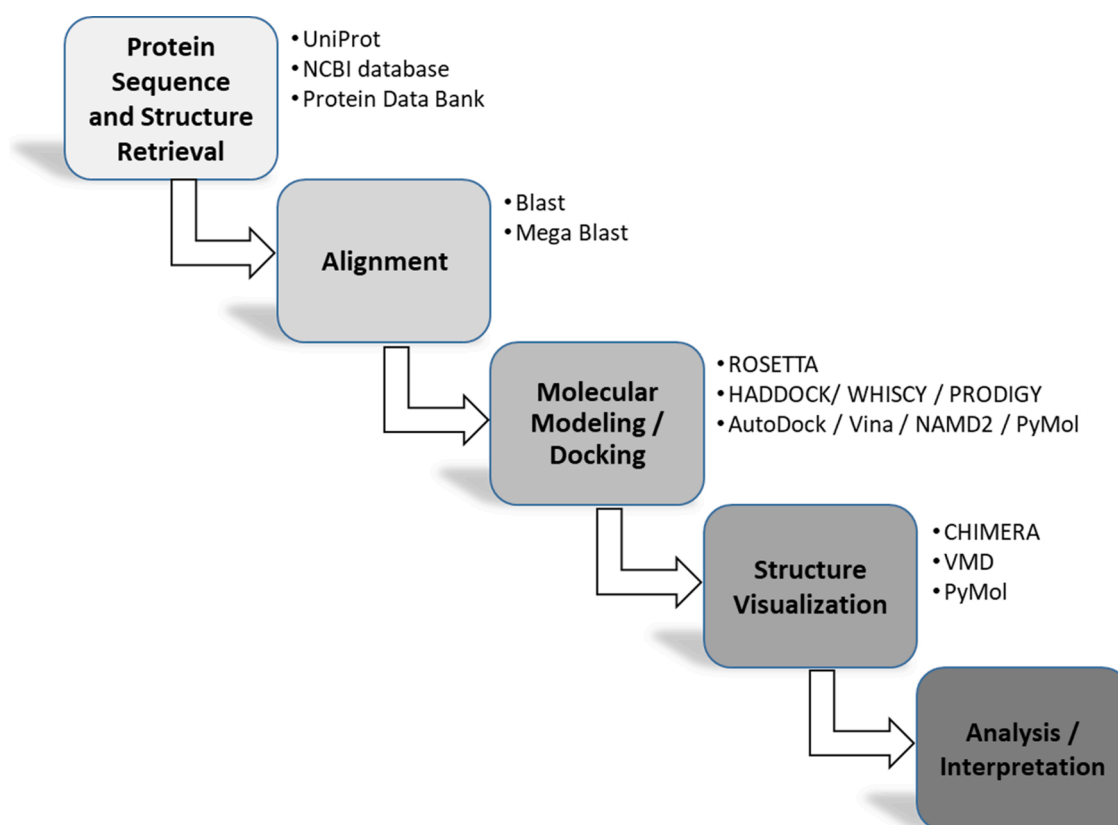 Protein
Sequence
and Structure
Retrieval
• UniProt
• NCBI database
• Protein Data Bank
Alignment
• Blast
• Mega Blast
Molecular
Modeling /
Docking
• ROSETTA
• HADDOCK/ WHISCY / PRODIGY
• AutoDock / Vina / NAMD2 / PyMol
Structure
Visualization
• CHIMERA
• VMD
• PyMol
Analysis /
Interpretation